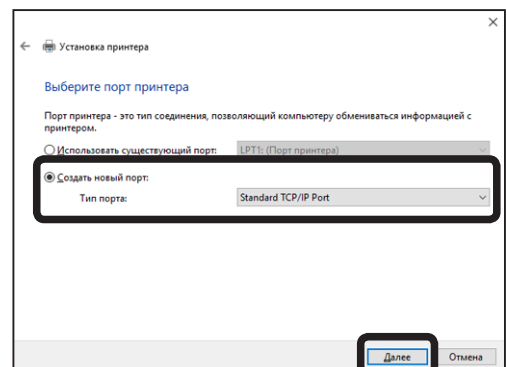 Установка принтера
Выберите порт принтера
Порт принтера - это тип соединения, позволяющий компьютеру обмениваться информацией с
принтером.
Использовать существующий порт: LPT1: (Порт принтера)
Создать новый порт:
Тип порта: Standard TCP/IP Port
Далее Отмена